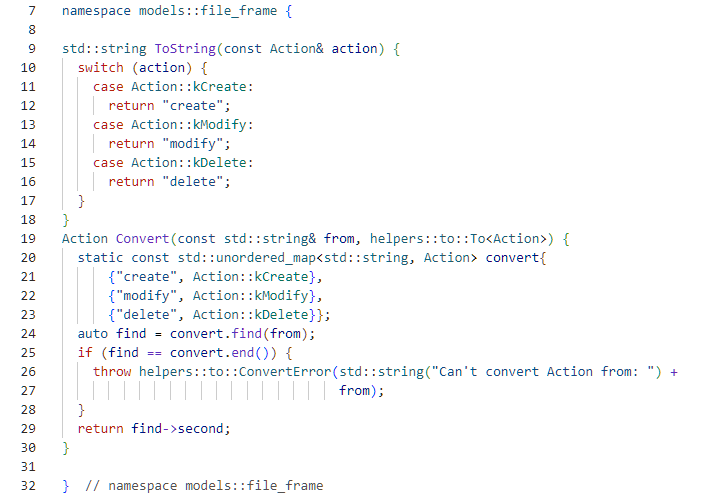 7 namespace models::file_frame {
8
9 std::string ToString(const Action& action) {
10   switch (action) {
11     case Action::kCreate:
12       return "create";
13     case Action::kModify:
14       return "modify";
15     case Action::kDelete:
16       return "delete";
17   }
18 }
19 Action Convert(const std::string& from, helpers::to::To<Action>) {
20   static const std::unordered_map<std::string, Action> convert{
21       {"create", Action::kCreate},
22       {"modify", Action::kModify},
23       {"delete", Action::kDelete}};
24   auto find = convert.find(from);
25   if (find == convert.end()) {
26     throw helpers::to::ConvertError(std::string("Can't convert Action from: ") +
27                                     from);
28   }
29   return find->second;
30 }
31
32 }  // namespace models::file_frame